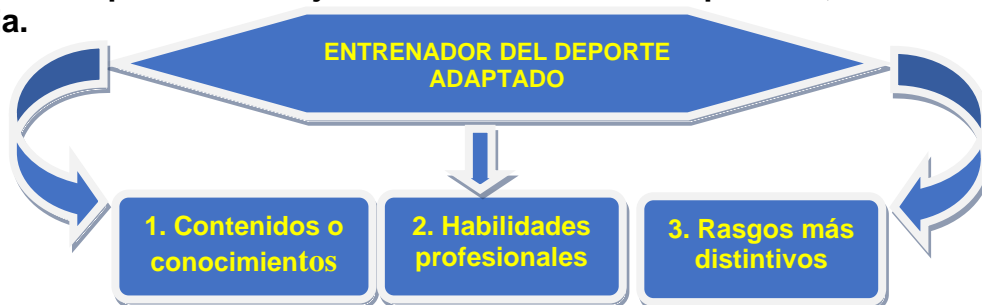 a.
ENTRENADOR DEL DEPORTE
ADAPTADO
1. Contenidos o
conocimientos
2. Habilidades
profesionales
3. Rasgos más
distintivos